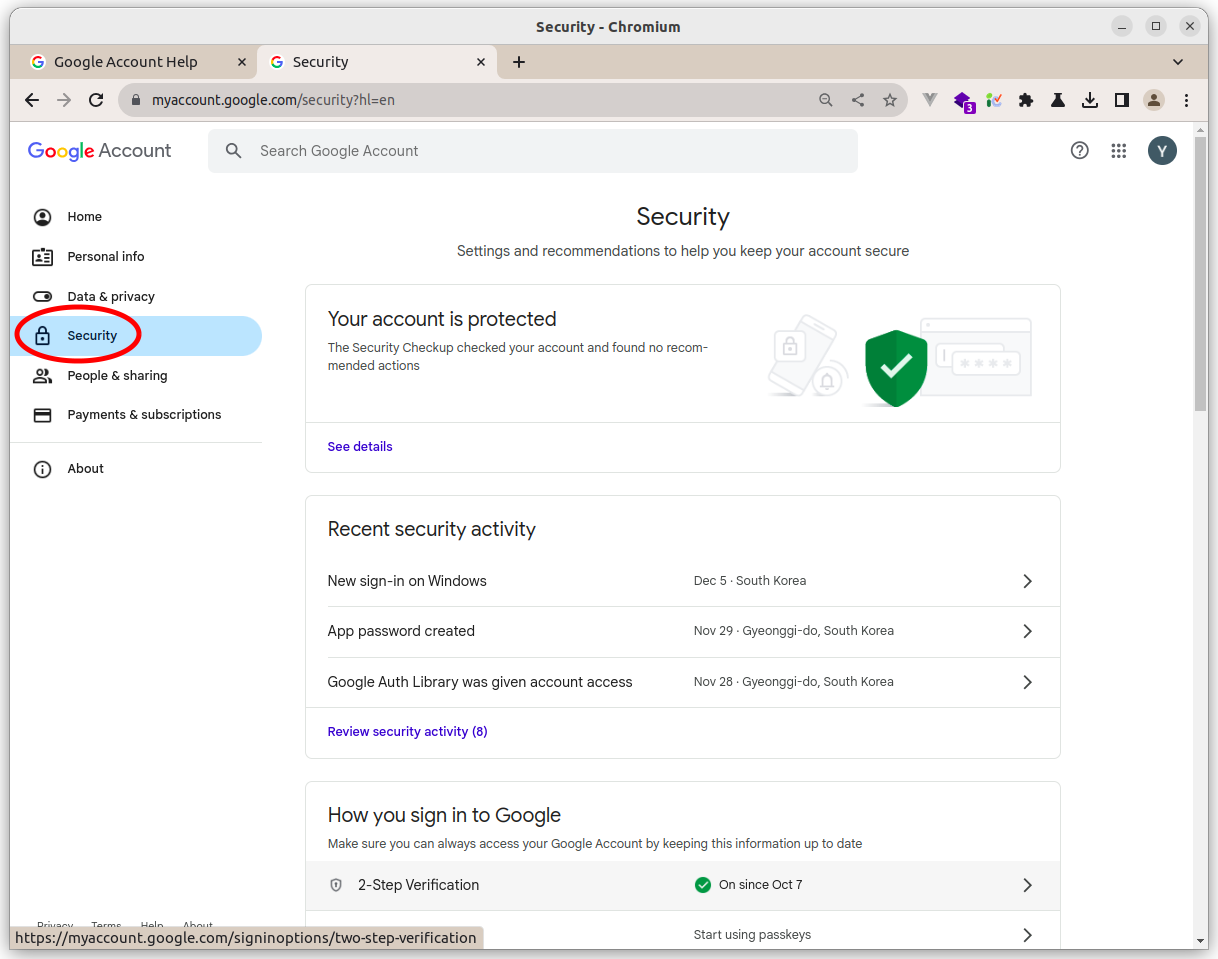 Security - Chromium
Google Account Help
Security
myaccount.google.com/security?hl=en
3
Google Account
Search Google Account
Y
Home
Personal info
Data & privacy
Security
People & sharing
Payments & subscriptions
About
Security
Settings and recommendations to help you keep your account secure
Your account is protected
The Security Checkup checked your account and found no recom-
mended actions
See details
Recent security activity
New sign-in on Windows
Dec 5 · South Korea
App password created
Nov 29 · Gyeonggi-do, South Korea
Google Auth Library was given account access
Nov 28 · Gyeonggi-do, South Korea
Review security activity (8)
How you sign in to Google
Make sure you can always access your Google Account by keeping this information up to date
2-Step Verification
On since Oct 7
Start using passkeys
Privacy Terms Help About
https://myaccount.google.com/signinoptions/two-step-verification